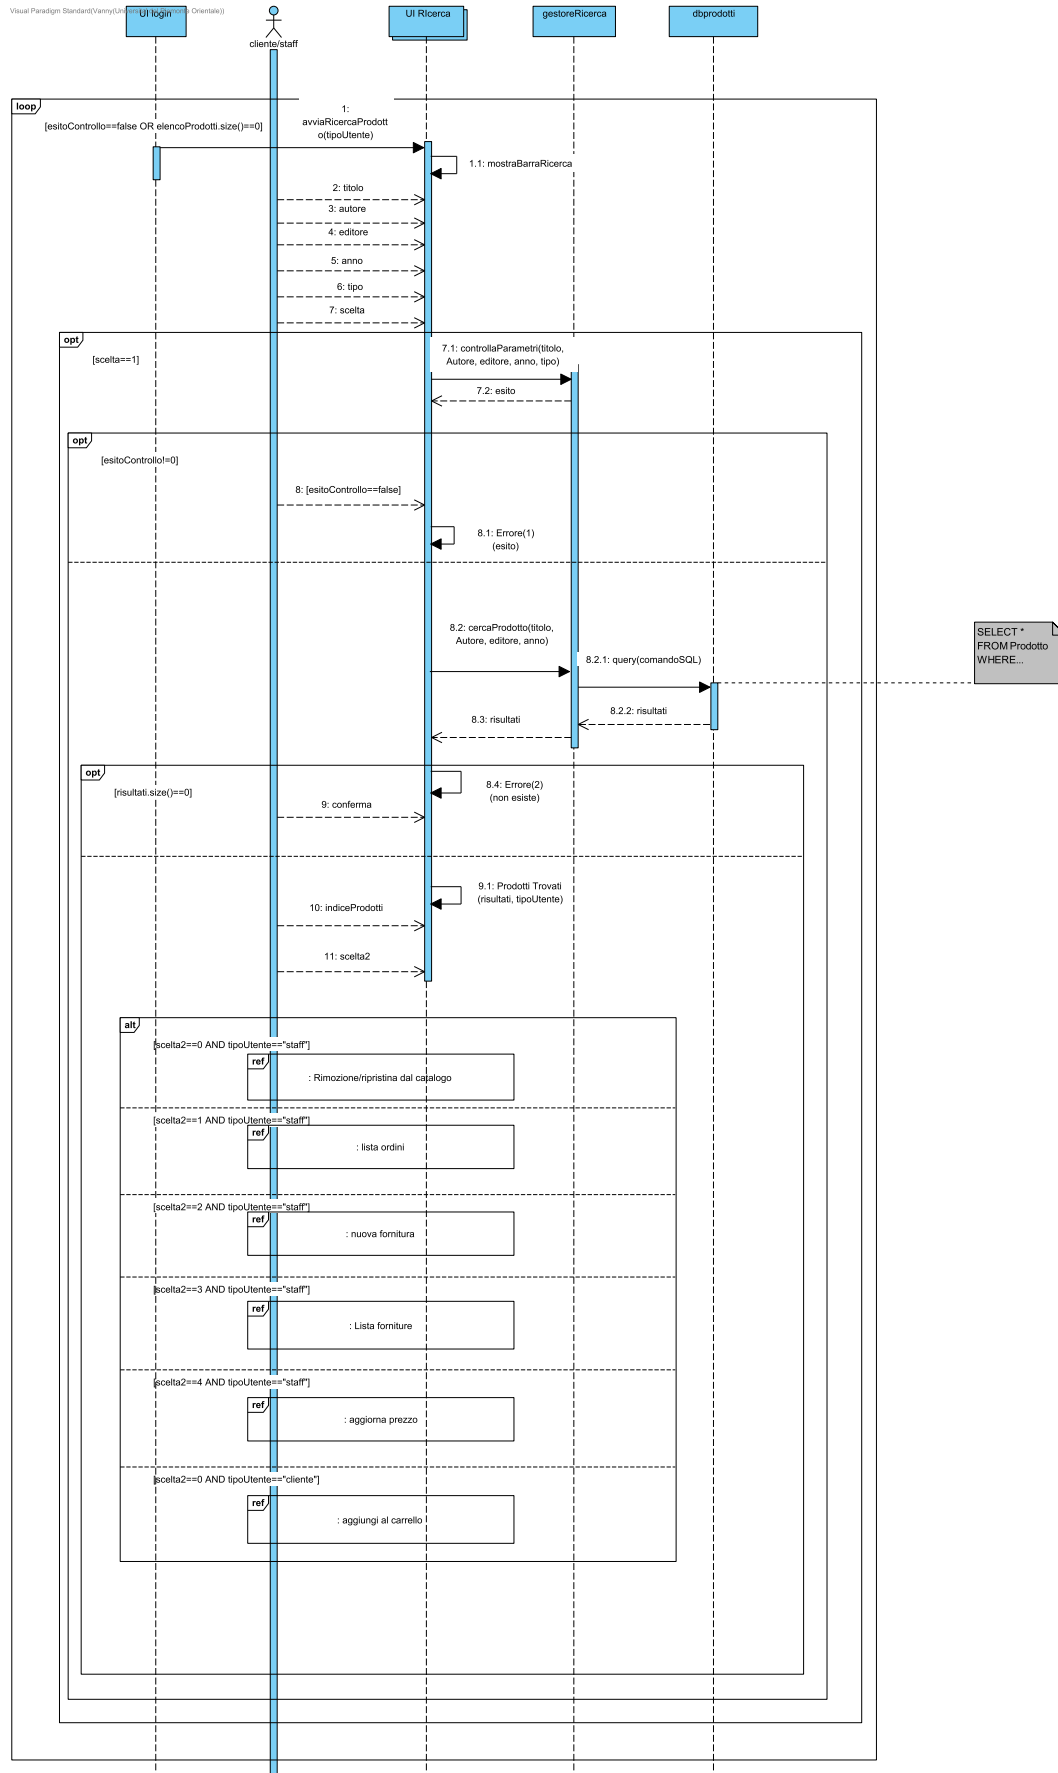 Visual Paradigm Standard(Vanny(Università del Piemonte Orientale))
UI login
cliente/staff
UI RIcerca
gestoreRicerca
dbprodotti
loop
[esitoControllo==false OR elencoProdotti.size()==0]
1:
avviaRicercaProdott
o(tipoUtente)
1.1: mostraBarraRicerca
2: titolo
3: autore
4: editore
5: anno
6: tipo
7: scelta
opt
[scelta==1]
7.1: controllaParametri(titolo,
Autore, editore, anno, tipo)
7.2: esito
opt
[esitoControllo!=0]
8: [esitoControllo==false]
8.1: Errore(1)
(esito)
8.2: cercaProdotto(titolo,
Autore, editore, anno)
SELECT *
FROM Prodotto
WHERE...
8.2.1: query(comandoSQL)
8.2.2: risultati
8.3: risultati
opt
[risultati.size()==0]
8.4: Errore(2)
(non esiste)
9: conferma
9.1: Prodotti Trovati
(risultati, tipoUtente)
10: indiceProdotti
11: scelta2
alt
[scelta2==0 AND tipoUtente=="staff"]
ref
: Rimozione/ripristina dal catalogo
[scelta2==1 AND tipoUtente=="staff"]
ref
: lista ordini
[scelta2==2 AND tipoUtente=="staff"]
ref
: nuova fornitura
[scelta2==3 AND tipoUtente=="staff"]
ref
: Lista forniture
[scelta2==4 AND tipoUtente=="staff"]
ref
: aggiorna prezzo
[scelta2==0 AND tipoUtente=="cliente"]
ref
: aggiungi al carrello